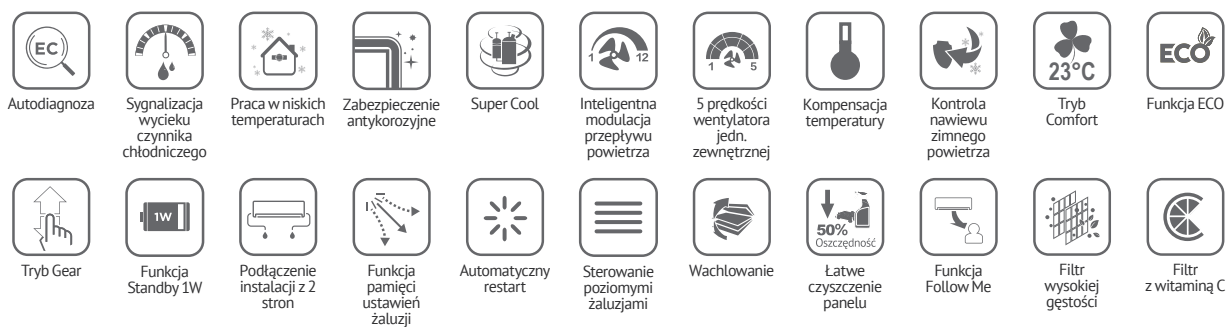 EC
Autodiagnoza
Sygnalizacja
wycieku
czynnika
chłodniczego
Praca w niskich
temperaturach
Zabezpieczenie
antykorozyjne
Super Cool
1 12
Inteligentna
modulacja
przepływu
powietrza
1 5
5 prędkości
wentylatora
jedn.
zewnętrznej
Kompensacja
temperatury
Kontrola
nawiewu
zimnego
powietrza
23°C
Tryb
Comfort
ECO
Funkcja ECO
Tryb Gear
1W
Funkcja
Standby 1W
Podłączenie
instalacji z 2
stron
Funkcja
pamięci
ustawień
żaluzji
Automatyczny
restart
Sterowanie
poziomymi
żaluzjami
Wachlowanie
50%
Oszczędność
Łatwe
czyszczenie
panelu
Funkcja
Follow Me
Filtr
wysokiej
gęstości
Filtr
z witaminą C